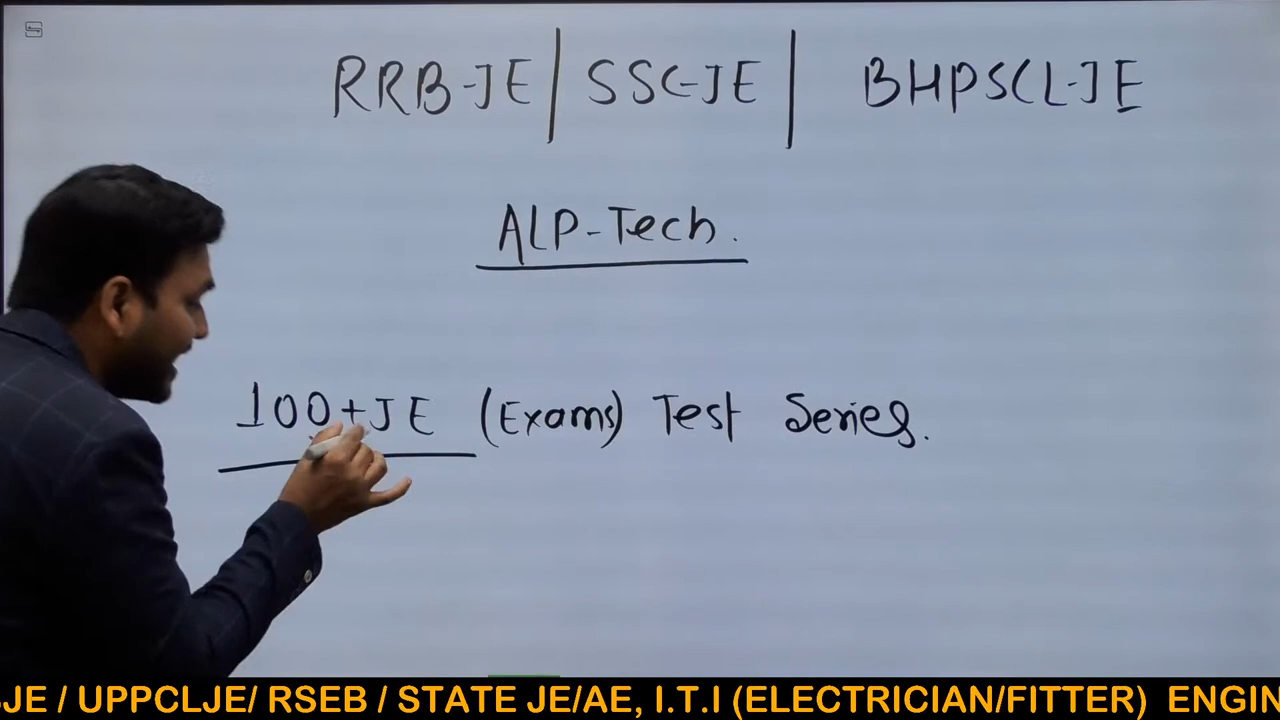 RRB-JE | SSC-JE | BHPSCL-JE
ALP-Tech.
100+JE (Exams) Test Series.
JE / UPPCLJE/ RSEB / STATE JE/AE, I.T.I (ELECTRICIAN/FITTER) ENGIN